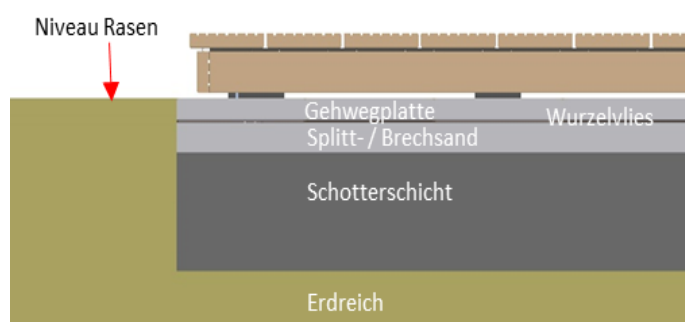 Niveau Rasen
Gehwegplatte
Wurzelvlies
Splitt- / Brechsand
Schotterschicht
Erdreich